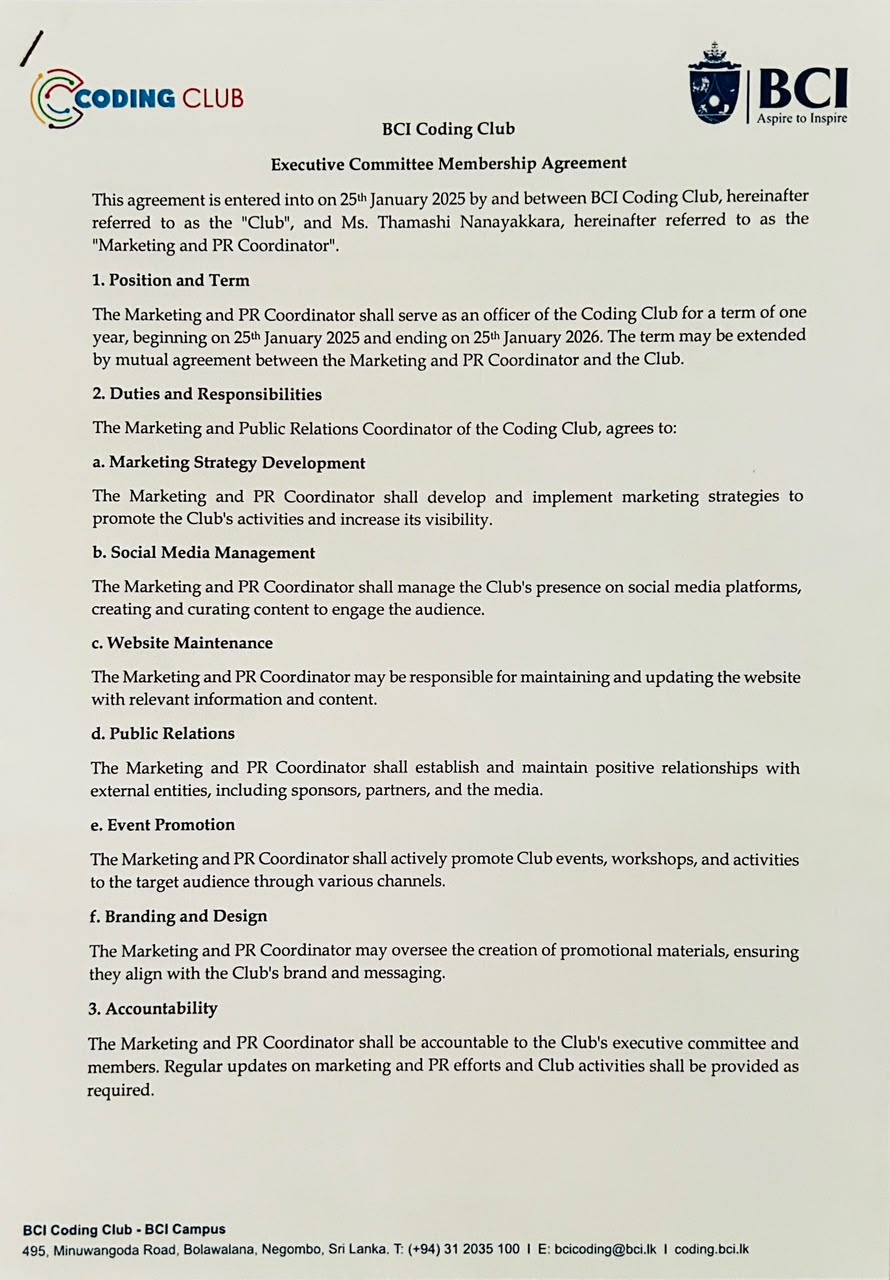 CODING CLUB
BCI
Aspire to Inspire
BCI Coding Club
Executive Committee Membership Agreement
This agreement is entered into on 25th January 2025 by and between BCI Coding Club, hereinafter
referred to as the "Club", and Ms. Thamashi Nanayakkara, hereinafter referred to as the
"Marketing and PR Coordinator".
1. Position and Term
The Marketing and PR Coordinator shall serve as an officer of the Coding Club for a term of one
year, beginning on 25th January 2025 and ending on 25th January 2026. The term may be extended
by mutual agreement between the Marketing and PR Coordinator and the Club.
2. Duties and Responsibilities
The Marketing and Public Relations Coordinator of the Coding Club, agrees to:
a. Marketing Strategy Development
The Marketing and PR Coordinator shall develop and implement marketing strategies to
promote the Club's activities and increase its visibility.
b. Social Media Management
The Marketing and PR Coordinator shall manage the Club's presence on social media platforms,
creating and curating content to engage the audience.
c. Website Maintenance
The Marketing and PR Coordinator may be responsible for maintaining and updating the website
with relevant information and content.
d. Public Relations
The Marketing and PR Coordinator shall establish and maintain positive relationships with
external entities, including sponsors, partners, and the media.
e. Event Promotion
The Marketing and PR Coordinator shall actively promote Club events, workshops, and activities
to the target audience through various channels.
f. Branding and Design
The Marketing and PR Coordinator may oversee the creation of promotional materials, ensuring
they align with the Club's brand and messaging.
3. Accountability
The Marketing and PR Coordinator shall be accountable to the Club's executive committee and
members. Regular updates on marketing and PR efforts and Club activities shall be provided as
required.
BCI Coding Club - BCI Campus
495, Minuwangoda Road, Bolawalana, Negombo, Sri Lanka. T: (+94) 31 2035 100 I E: bcicoding@bci.lk I coding.bci.lk